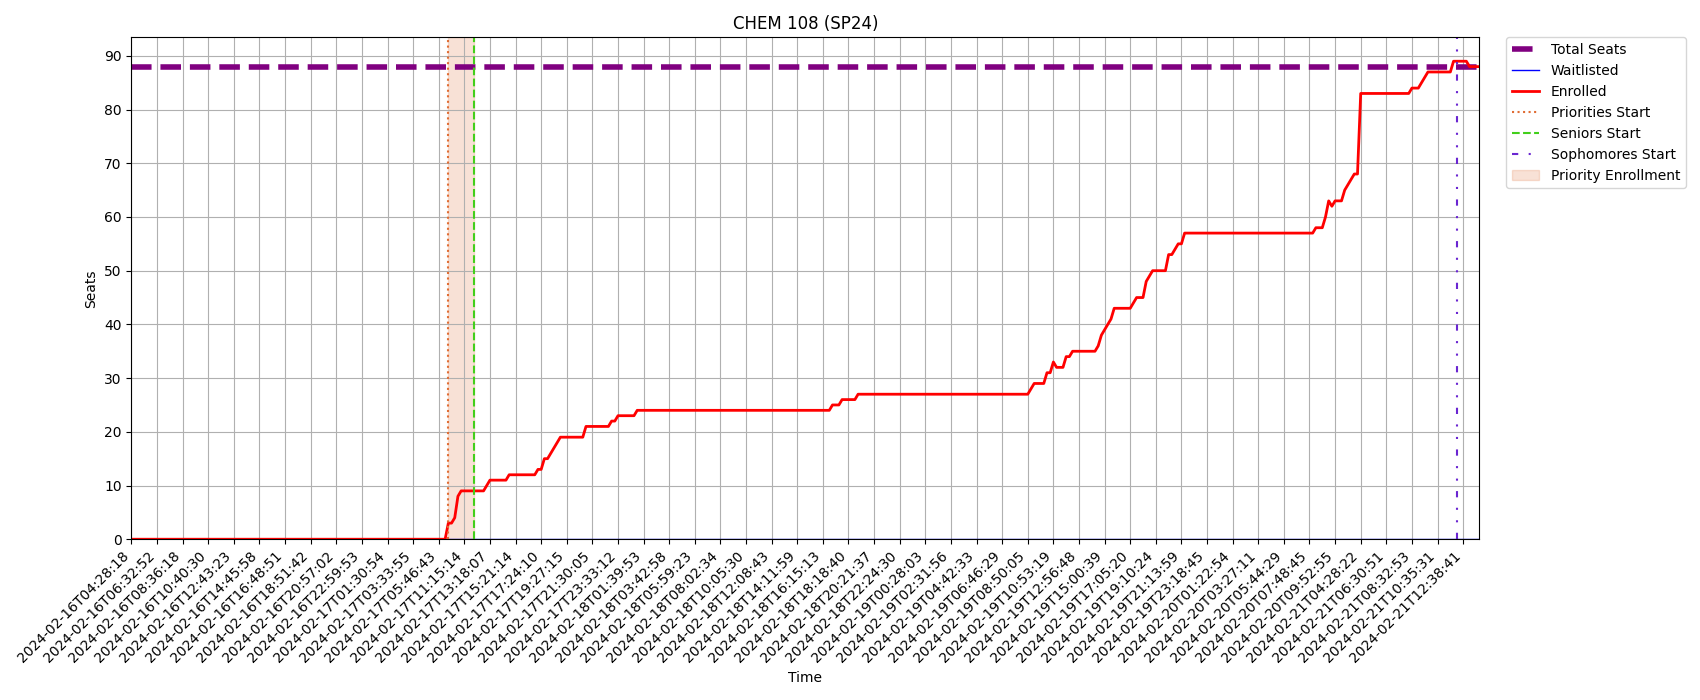 CHEM 108 (SP24)
90
80
70
60
50
40
30
20
10
0
Seats
Total Seats
Waitlisted
Enrolled
Priorities Start
Seniors Start
Sophomores Start
Priority Enrollment
2024-02-16T04:28:18
2024-02-16T06:32:52
2024-02-16T08:36:18
2024-02-16T10:40:30
2024-02-16T12:43:23
2024-02-16T14:45:58
2024-02-16T16:48:51
2024-02-16T18:51:42
2024-02-16T20:57:02
2024-02-16T22:59:53
2024-02-17T01:30:54
2024-02-17T03:33:55
2024-02-17T05:46:43
2024-02-17T11:15:14
2024-02-17T13:18:07
2024-02-17T15:21:14
2024-02-17T17:24:10
2024-02-17T19:27:15
2024-02-17T21:30:05
2024-02-17T23:33:12
2024-02-18T01:39:53
2024-02-18T03:42:58
2024-02-18T05:59:23
2024-02-18T08:02:34
2024-02-18T10:05:30
2024-02-18T12:08:43
2024-02-18T14:11:59
2024-02-18T16:15:13
2024-02-18T18:18:40
2024-02-18T20:21:37
2024-02-18T22:24:30
2024-02-19T00:28:03
2024-02-19T02:31:56
2024-02-19T04:42:33
2024-02-19T06:46:29
2024-02-19T08:50:05
2024-02-19T10:53:19
2024-02-19T12:56:48
2024-02-19T15:00:39
2024-02-19T17:05:20
2024-02-19T19:10:24
2024-02-19T21:13:59
2024-02-19T23:18:45
2024-02-20T01:22:54
2024-02-20T03:27:11
2024-02-20T05:44:29
2024-02-20T07:48:45
2024-02-20T09:52:55
2024-02-21T04:28:22
2024-02-21T06:30:51
2024-02-21T08:32:53
2024-02-21T10:35:31
2024-02-21T12:38:41
Time